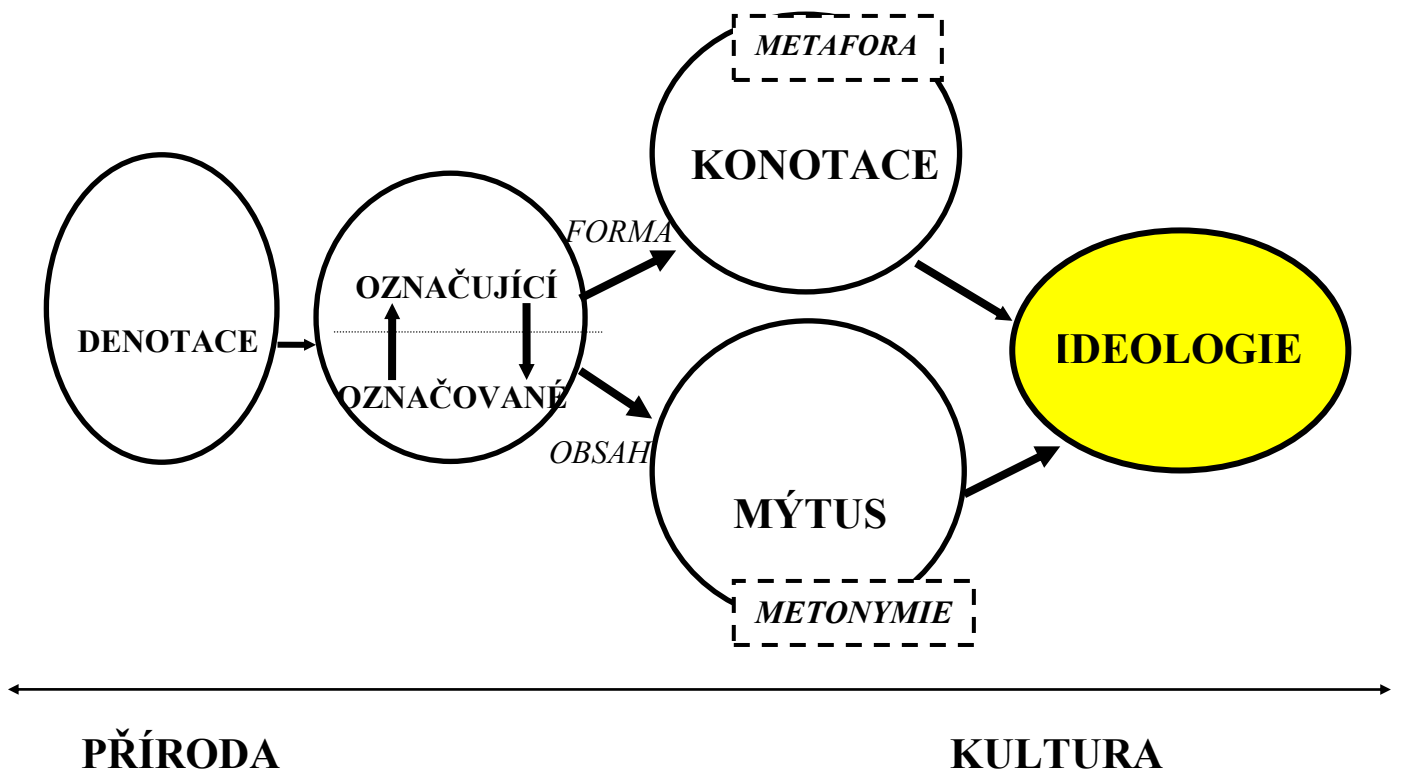 METAFORA
KONOTACE
FORMA
OZNAČUJÍCÍ
DENOTACE
IDEOLOGIE
OZNAČOVANÉ
OBSAH
MÝTUS
METONYMIE
PŘÍRODA
KULTURA